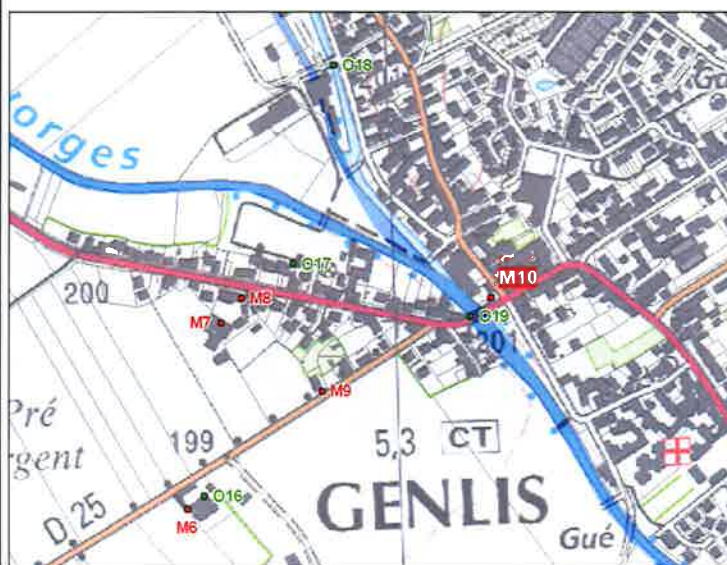 O18
orges
O17
M10
200
M8
O19
M7
201
M9
Pré
rgent
199
5,3
CT
O16
GENLIS
M6
D 25
Gué